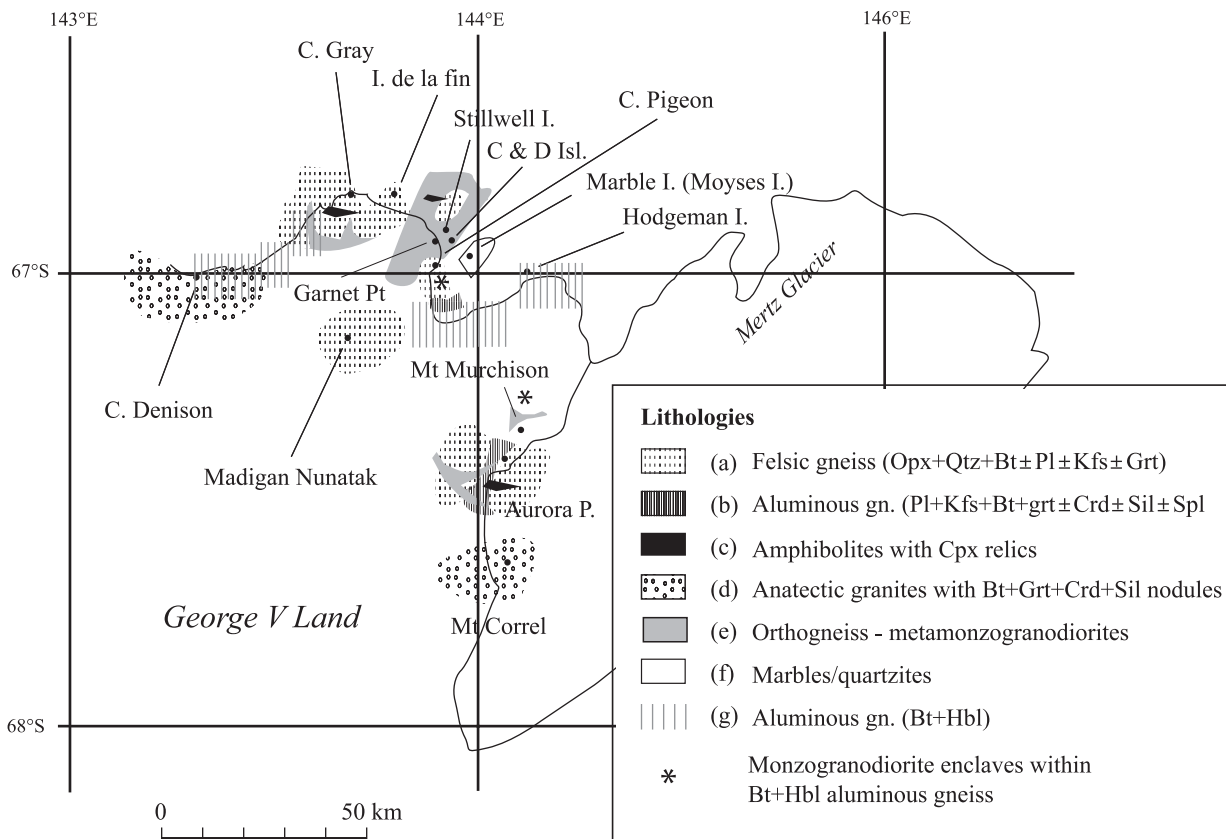 143°E
144°E
146°E
C. Gray
I. de la fin
C. Pigeon
Stillwell I.
C & D Isl.
Marble I. (Moyses I.)
Hodgeman I.
67°S
Garnet Pt
Mertz Glacier
Mt Murchison
C. Denison
Madigan Nunatak
Aurora P.
George V Land
Mt Correl
68°S
0 50 km
Lithologies
(a) Felsic gneiss (Opx+Qtz+Bt±Pl±Kfs±Grt)
(b) Aluminous gn. (Pl+Kfs+Bt+grt±Crd±Sil±Spl
(c) Amphibolites with Cpx relics
(d) Anatectic granites with Bt+Grt+Crd+Sil nodules
(e) Orthogneiss - metamonzogranodiorites
(f) Marbles/quartzites
(g) Aluminous gn. (Bt+Hbl)
* Monzogranodiorite enclaves within
Bt+Hbl aluminous gneiss